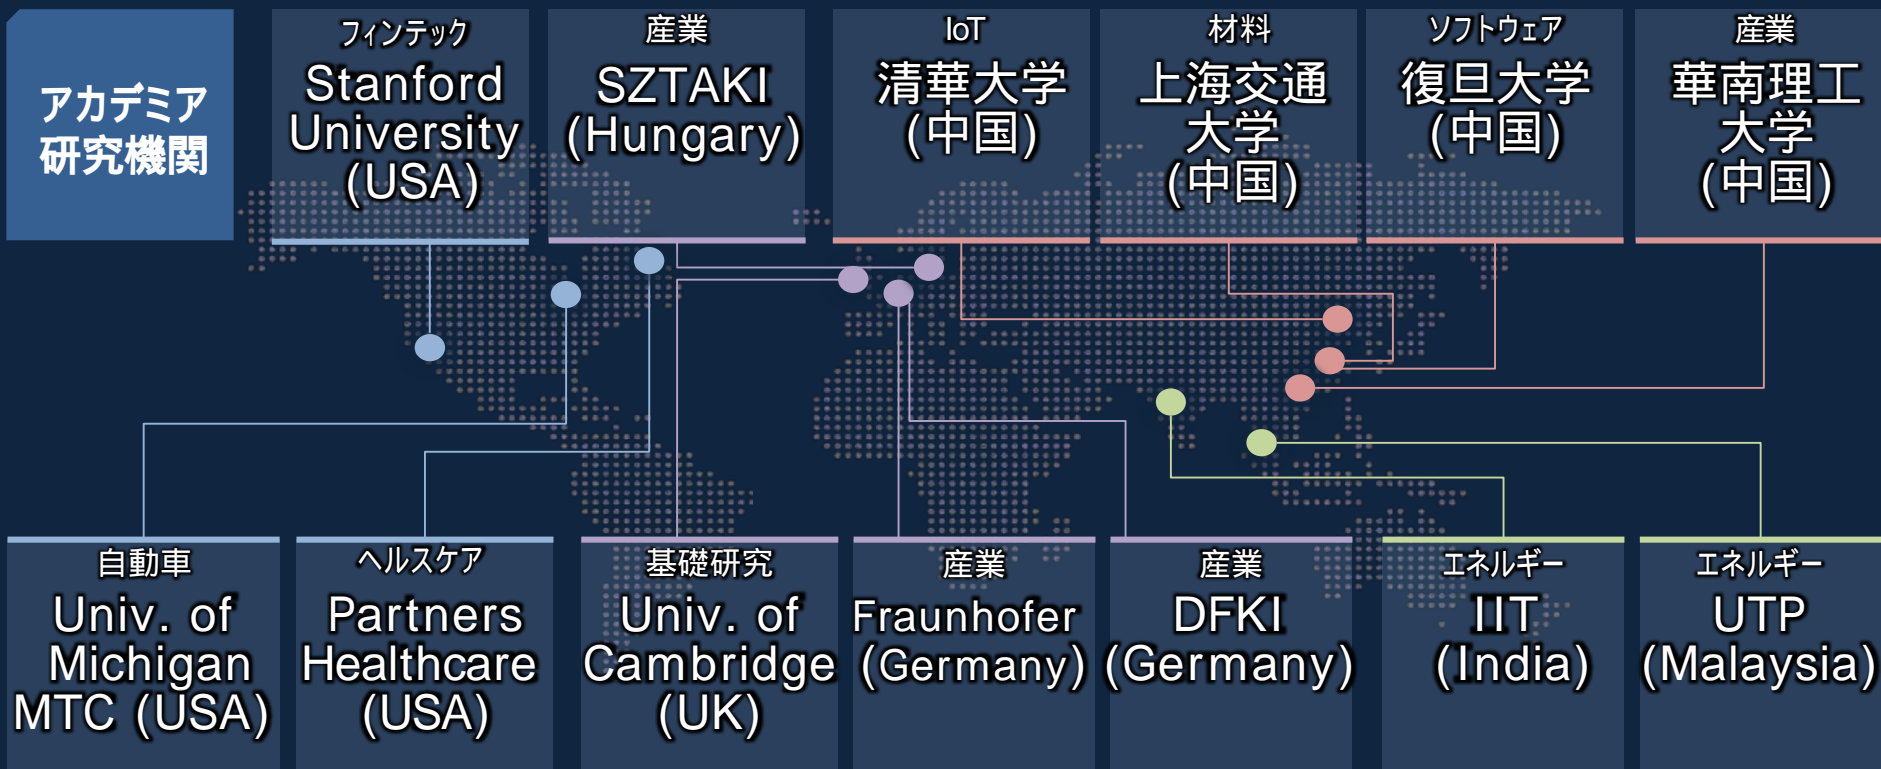 アカデミア
研究機関
フィンテック
Stanford
University
(USA)
産業
SZTAKI
(Hungary)
IoT
清華大学
(中国)
材料
上海交通
大学
(中国)
ソフトウェア
復旦大学
(中国)
産業
華南理工
大学
(中国)
自動車
Univ. of
Michigan
MTC (USA)
ヘルスケア
Partners
Healthcare
(USA)
基礎研究
Univ. of
Cambridge
(UK)
産業
Fraunhofer
(Germany)
産業
DFKI
(Germany)
エネルギー
IIT
(India)
エネルギー
UTP
(Malaysia)